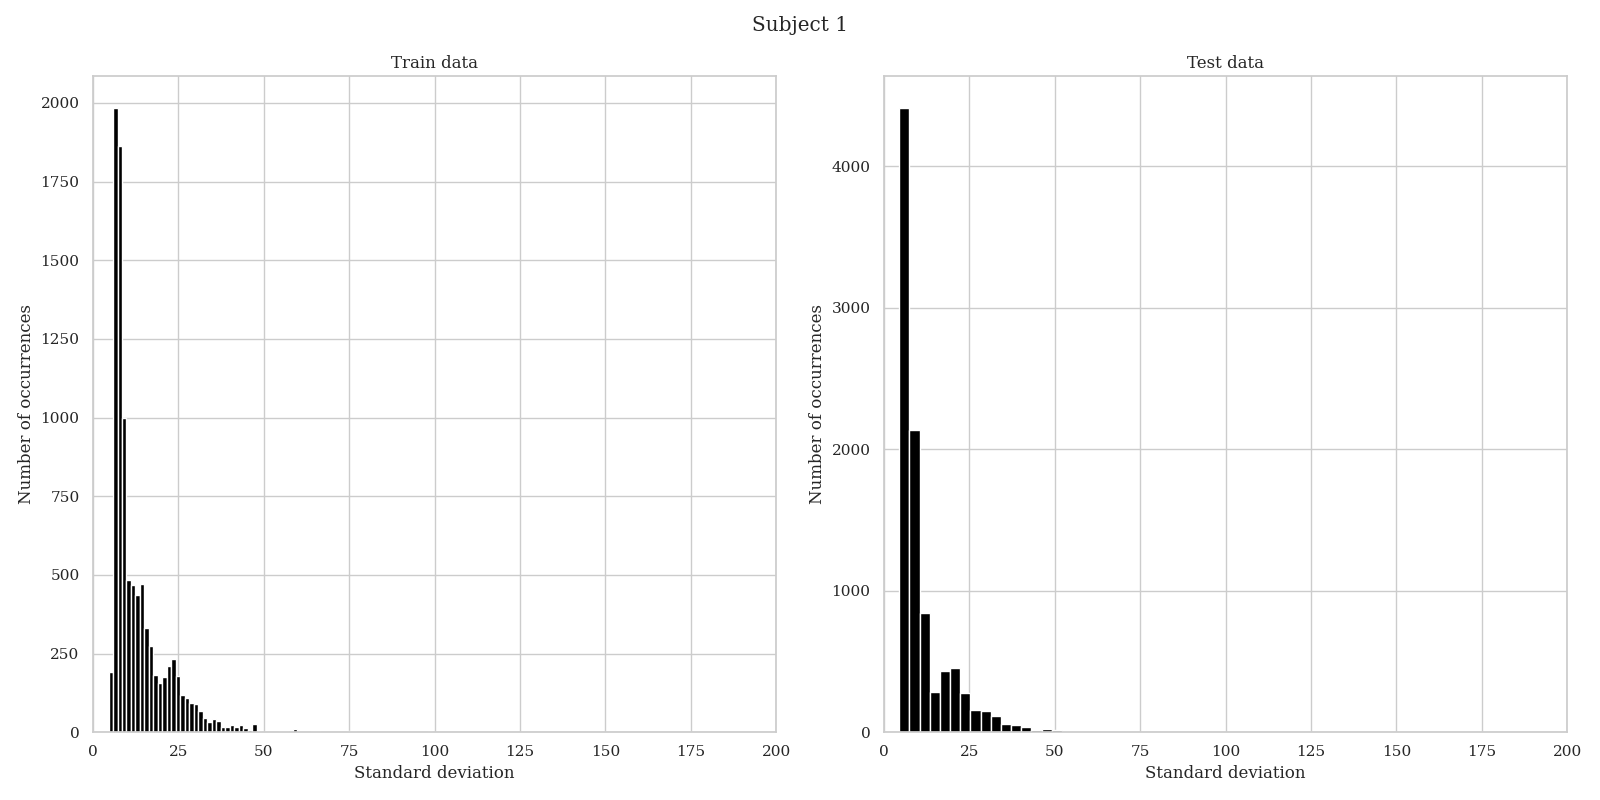 Subject 1
Train data
2000
1750
1500
1250
1000
750
500
250
0
Number of occurrences
0 25 50 75 100 125 150 175 200
Standard deviation
Test data
4000
3000
2000
1000
0
Number of occurrences
0 25 50 75 100 125 150 175 200
Standard deviation